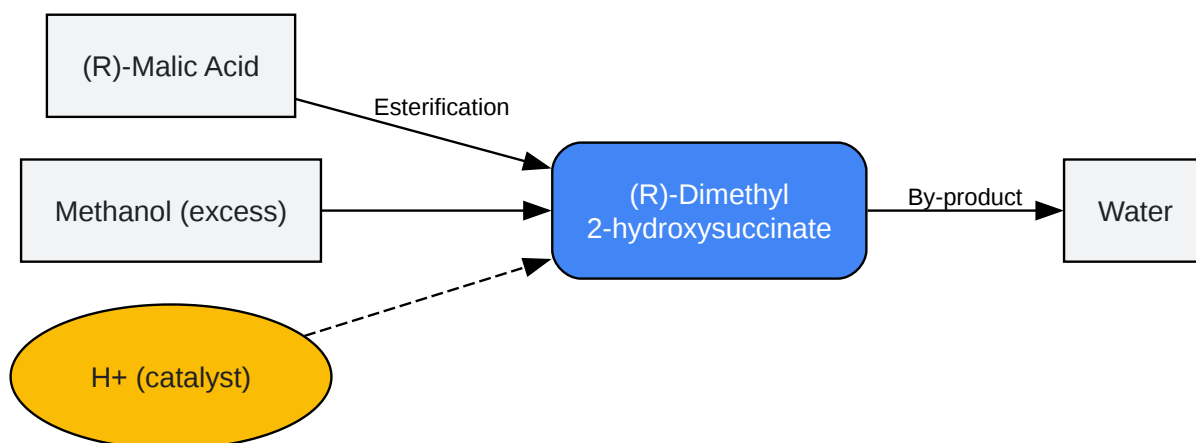 (R)-Malic Acid
Esterification
Methanol (excess)
(R)-Dimethyl
2-hydroxysuccinate
By-product
Water
H+ (catalyst)